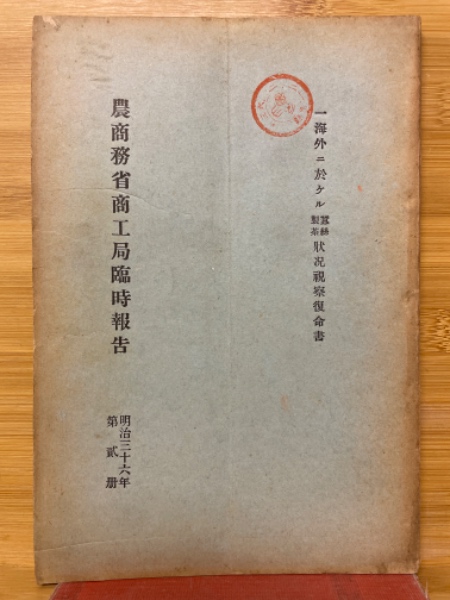 一海外ニ於ケル蠶絲製茶狀況視察復命書
農商務省商工局臨時報告
明治三十六年
第貳册